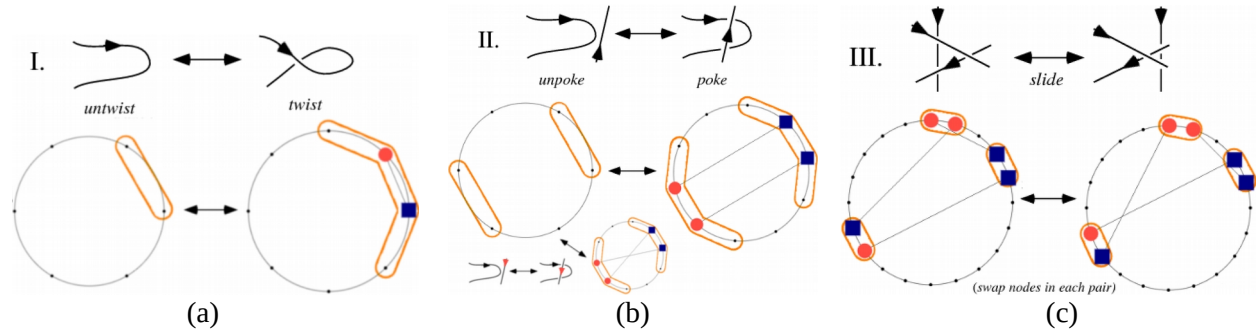 I.
untwist
twist
(a)
II.
unpoke
poke
(b)
III.
slide
(swap nodes in each pair)
(c)